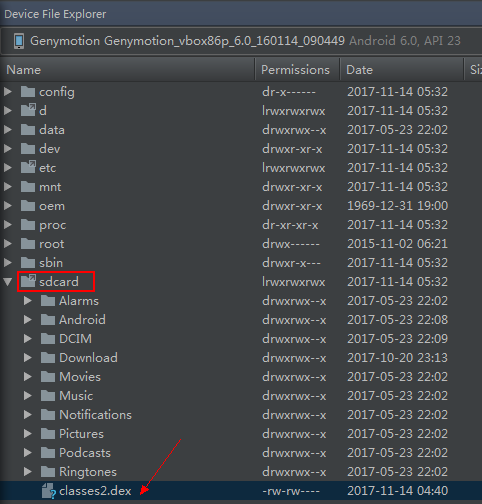 Device File Explorer
Genymotion Genymotion_vbox86p_6.0_160114_090449 Android 6.0, API 23
Name Permissions Date Siz
config dr-x------ 2017-11-14 05:32
d lrwxrwxrwx 2017-11-14 05:32
data drwxrwx--x 2017-05-23 22:02
dev drwxr-xr-x 2017-11-14 05:32
etc lrwxrwxrwx 2017-11-14 05:32
mnt drwxr-xr-x 2017-11-14 05:32
oem drwxr-xr-x 1969-12-31 19:00
proc dr-xr-xr-x 2017-11-14 05:32
root drwx------ 2015-11-02 06:21
sbin drwxr-x--- 2017-11-14 05:32
sdcard lrwxrwxrwx 2017-11-14 05:32
Alarms drwxrwx--x 2017-05-23 22:02
Android drwxrwx--x 2017-05-23 22:08
DCIM drwxrwx--x 2017-05-23 22:09
Download drwxrwx--x 2017-10-20 23:13
Movies drwxrwx--x 2017-05-23 22:02
Music drwxrwx--x 2017-05-23 22:02
Notifications drwxrwx--x 2017-05-23 22:02
Pictures drwxrwx--x 2017-05-23 22:02
Podcasts drwxrwx--x 2017-05-23 22:02
Ringtones drwxrwx--x 2017-05-23 22:02
classes2.dex -rw-rw---- 2017-11-14 04:40